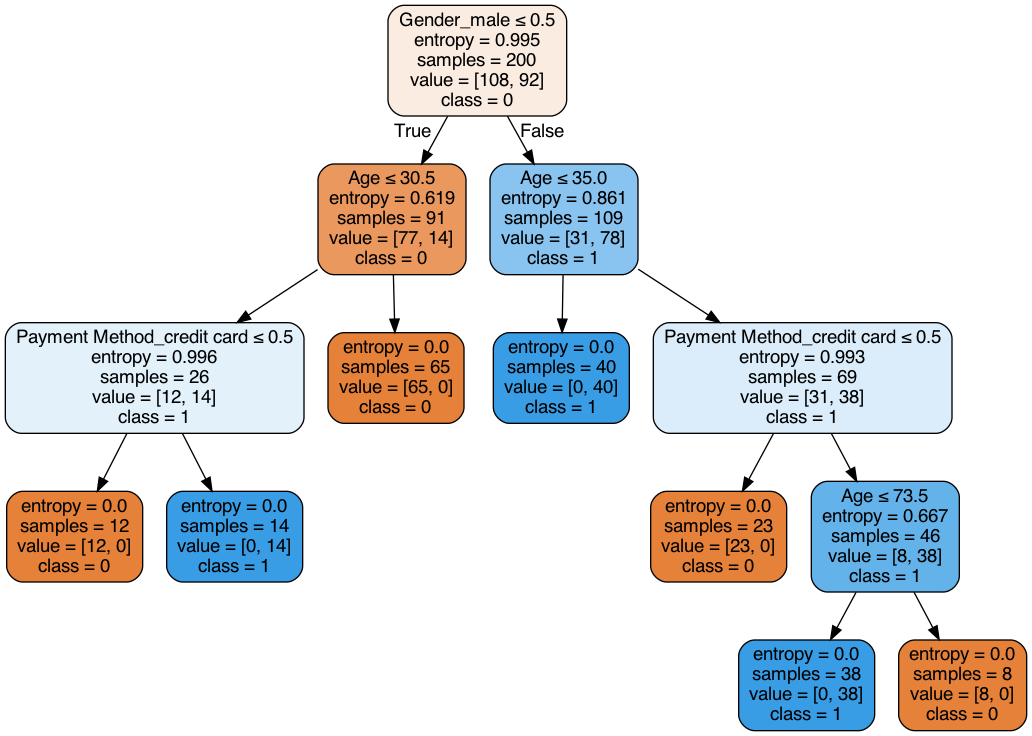 Gender_male ≤ 0.5
entropy = 0.995
samples = 200
value = [108, 92]
class = 0
True
False
Age ≤ 30.5
entropy = 0.619
samples = 91
value = [77, 14]
class = 0
Age ≤ 35.0
entropy = 0.861
samples = 109
value = [31, 78]
class = 1
Payment Method_credit card ≤ 0.5
entropy = 0.996
samples = 26
value = [12, 14]
class = 1
entropy = 0.0
samples = 65
value = [65, 0]
class = 0
entropy = 0.0
samples = 40
value = [0, 40]
class = 1
Payment Method_credit card ≤ 0.5
entropy = 0.993
samples = 69
value = [31, 38]
class = 1
entropy = 0.0
samples = 12
value = [12, 0]
class = 0
entropy = 0.0
samples = 14
value = [0, 14]
class = 1
entropy = 0.0
samples = 23
value = [23, 0]
class = 0
Age ≤ 73.5
entropy = 0.667
samples = 46
value = [8, 38]
class = 1
entropy = 0.0
samples = 38
value = [0, 38]
class = 1
entropy = 0.0
samples = 8
value = [8, 0]
class = 0